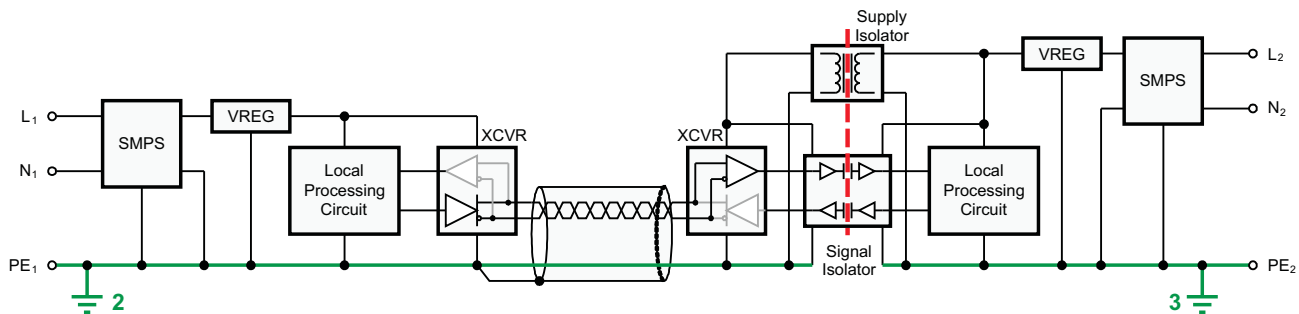 Supply
Isolator
L₂
VREG
SMPS
N₂
L₁
VREG
XCVR
XCVR
SMPS
N₁
Local
Processing
Circuit
Local
Processing
Circuit
Signal
Isolator
PE₁
PE₂
2
3